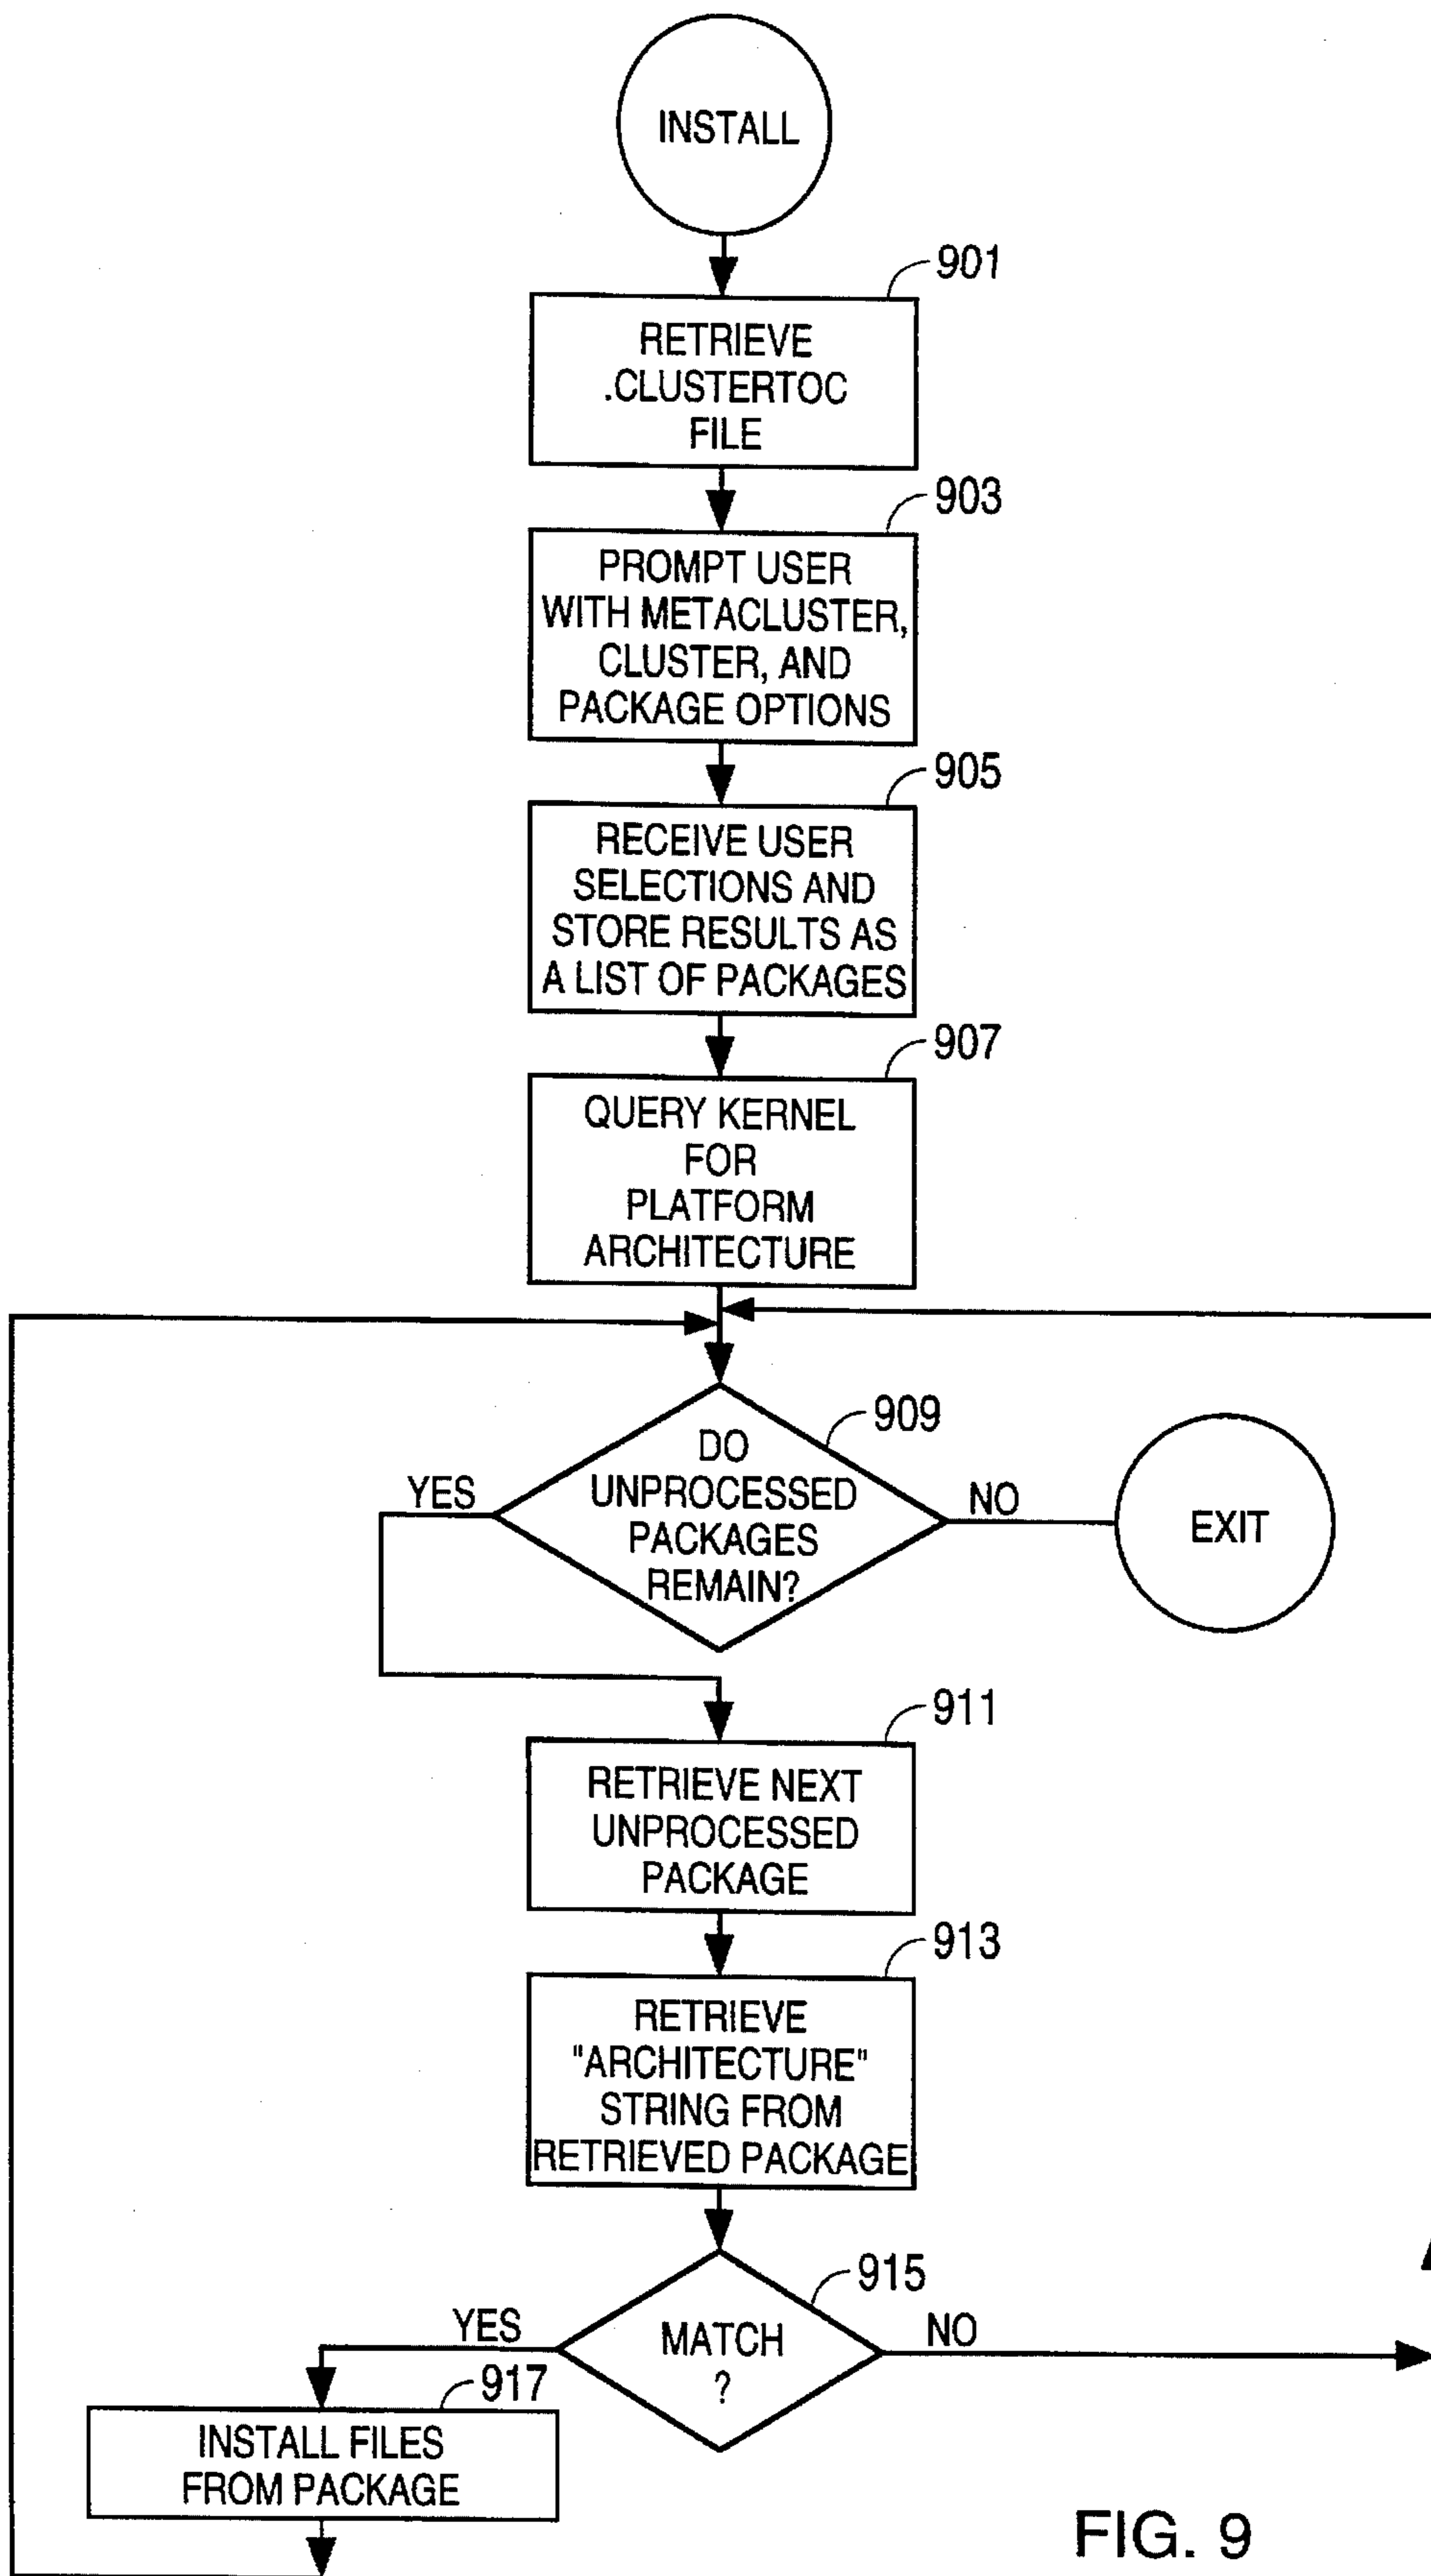 INSTALL
901
RETRIEVE
.CLUSTERTOC
FILE
903
PROMPT USER
WITH METACLUSTER,
CLUSTER, AND
PACKAGE OPTIONS
905
RECEIVE USER
SELECTIONS AND
STORE RESULTS AS
A LIST OF PACKAGES
907
QUERY KERNEL
FOR
PLATFORM
ARCHITECTURE
909
DO
UNPROCESSED
PACKAGES
REMAIN?
YES
NO
EXIT
911
RETRIEVE NEXT
UNPROCESSED
PACKAGE
913
RETRIEVE
"ARCHITECTURE"
STRING FROM
RETRIEVED PACKAGE
915
MATCH
?
YES
NO
917
INSTALL FILES
FROM PACKAGE
FIG. 9